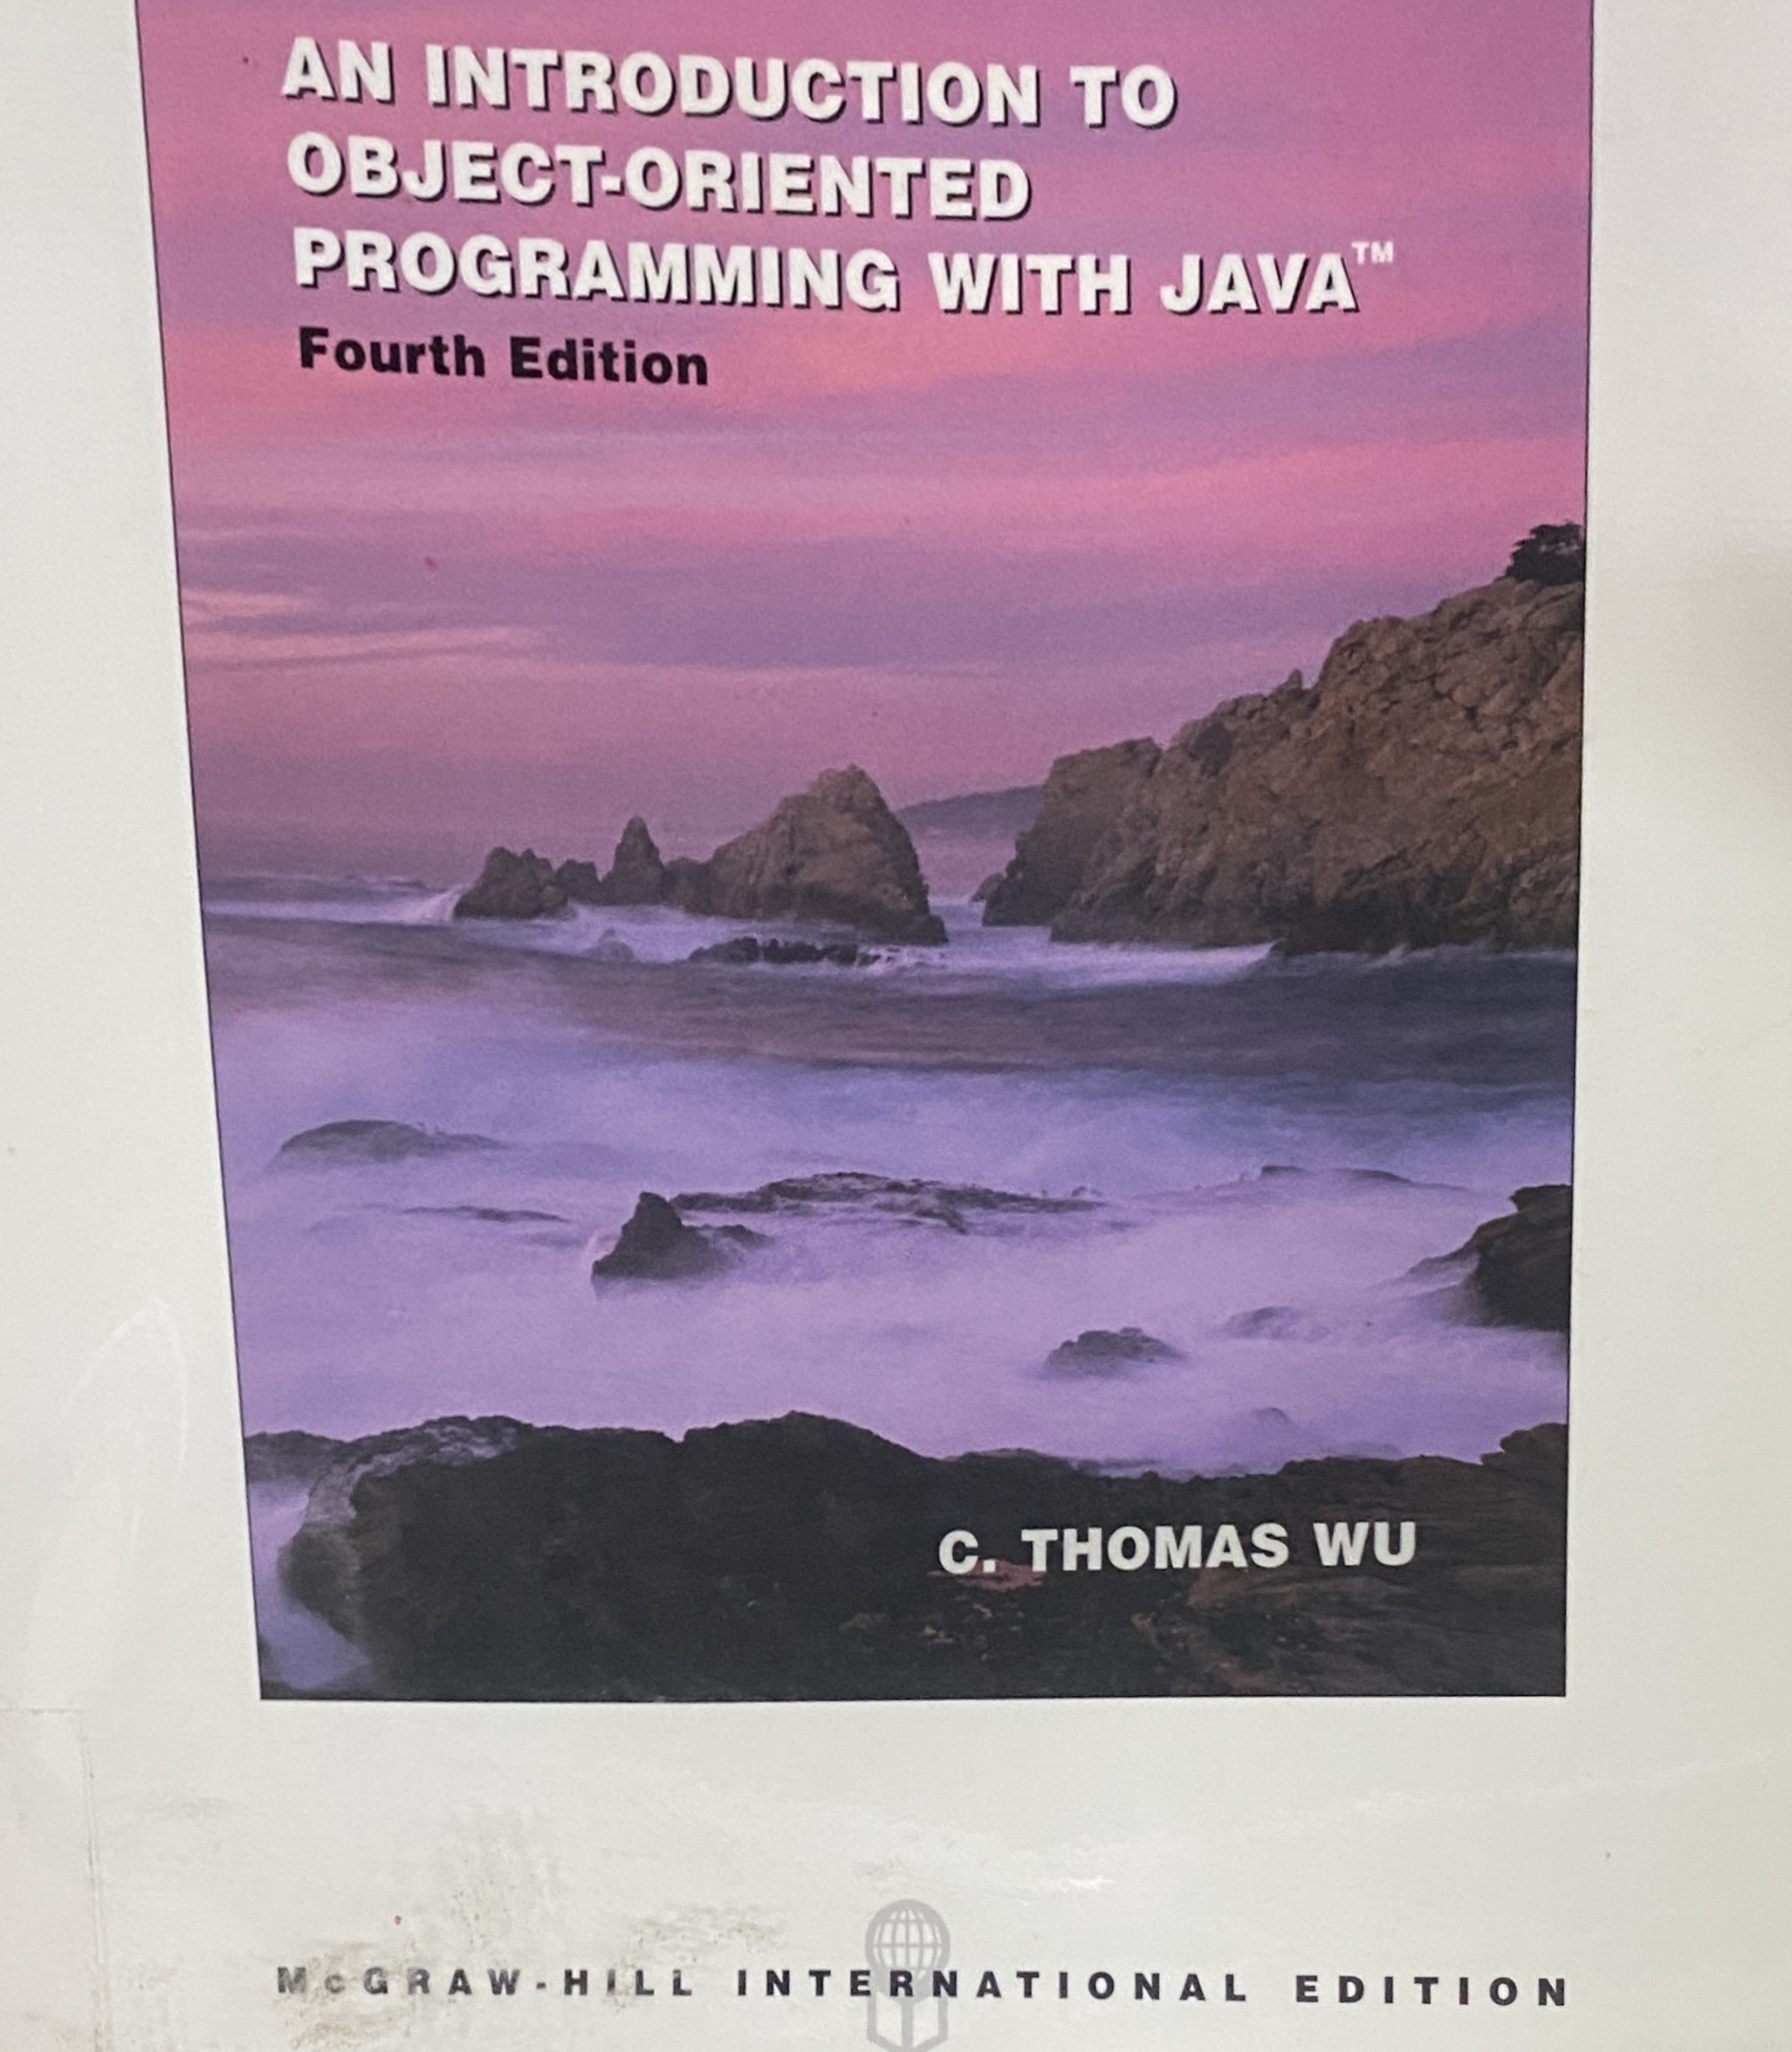 AN INTRODUCTION TO
OBJECT-ORIENTED
PROGRAMMING WITH JAVA™
Fourth Edition
C. THOMAS WU
McGRAW-HILL INTERNATIONAL EDITION